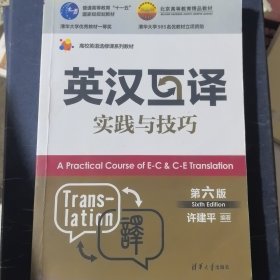 普通高等教育“十一五”
国家级规划教材
北京高等教育精品教材
清华大学优秀教材一等奖
清华大学985名优教材立项资助
高校英语选修课系列教材
英汉互译
实践与技巧
A Practical Course of E-C & C-E Translation
第六版
Sixth Edition
许建平 编著
Trans-
lation
譯
清华大学出版社